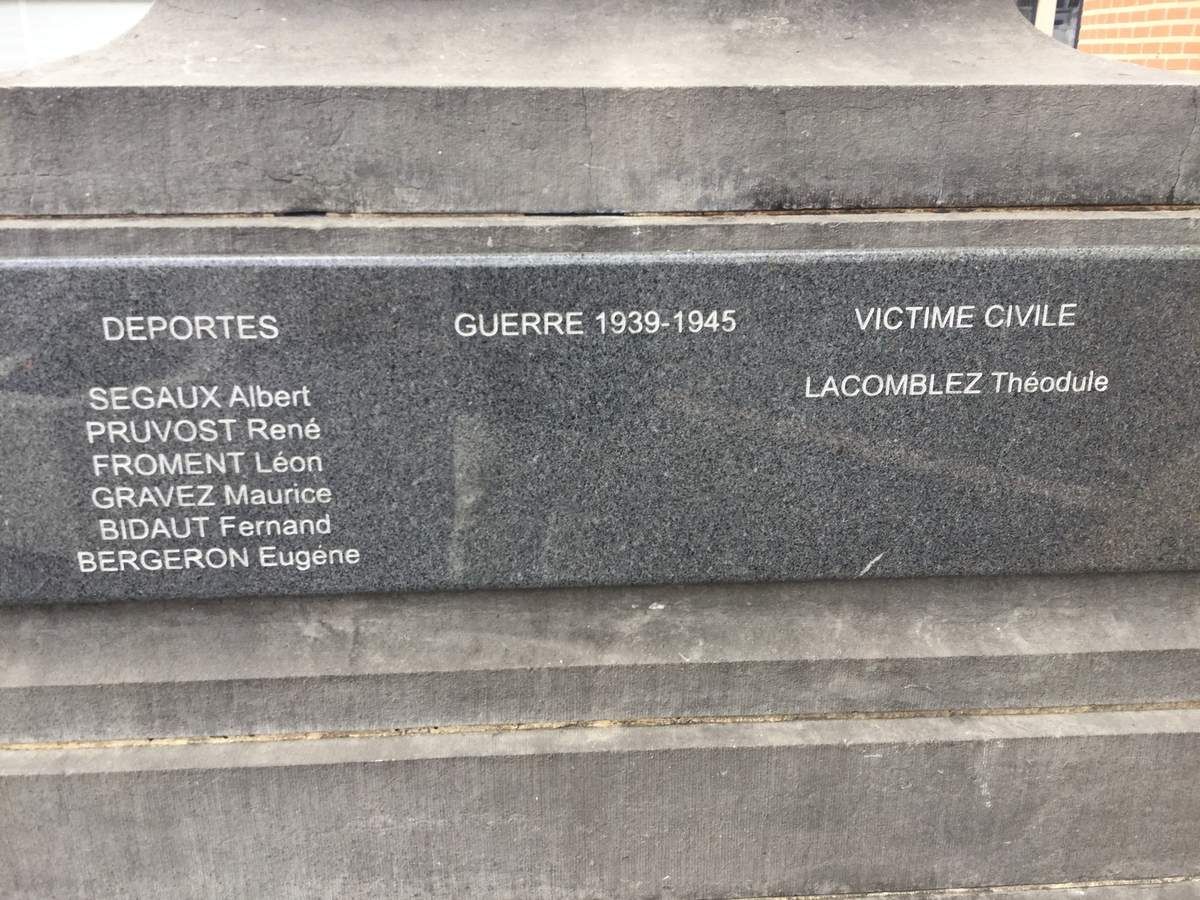 DEPORTES
SEGAUX Albert
PRUVOST René
FROMENT Léon
GRAVEZ Maurice
BIDAUT Fernand
BERGERON Eugéne
GUERRE 1939-1945
VICTIME CIVILE
LACOMBLEZ Théodule